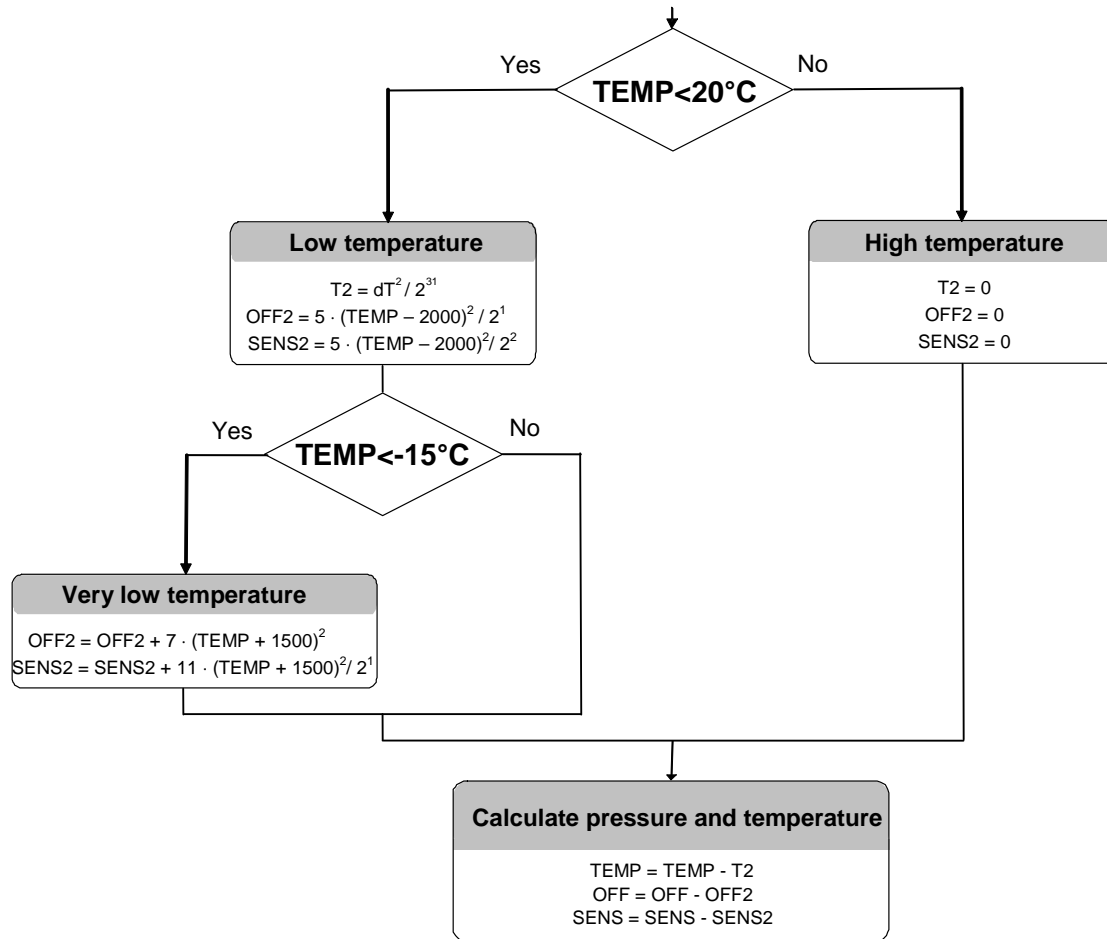 Yes
No
TEMP<20°C
Low temperature
T2 = dT² / 2³¹
OFF2 = 5 · (TEMP – 2000)² / 2¹
SENS2 = 5 · (TEMP – 2000)²/ 2²
High temperature
T2 = 0
OFF2 = 0
SENS2 = 0
Yes
No
TEMP<-15°C
Very low temperature
OFF2 = OFF2 + 7 · (TEMP + 1500)²
SENS2 = SENS2 + 11 · (TEMP + 1500)²/ 2¹
Calculate pressure and temperature
TEMP = TEMP - T2
OFF = OFF - OFF2
SENS = SENS - SENS2